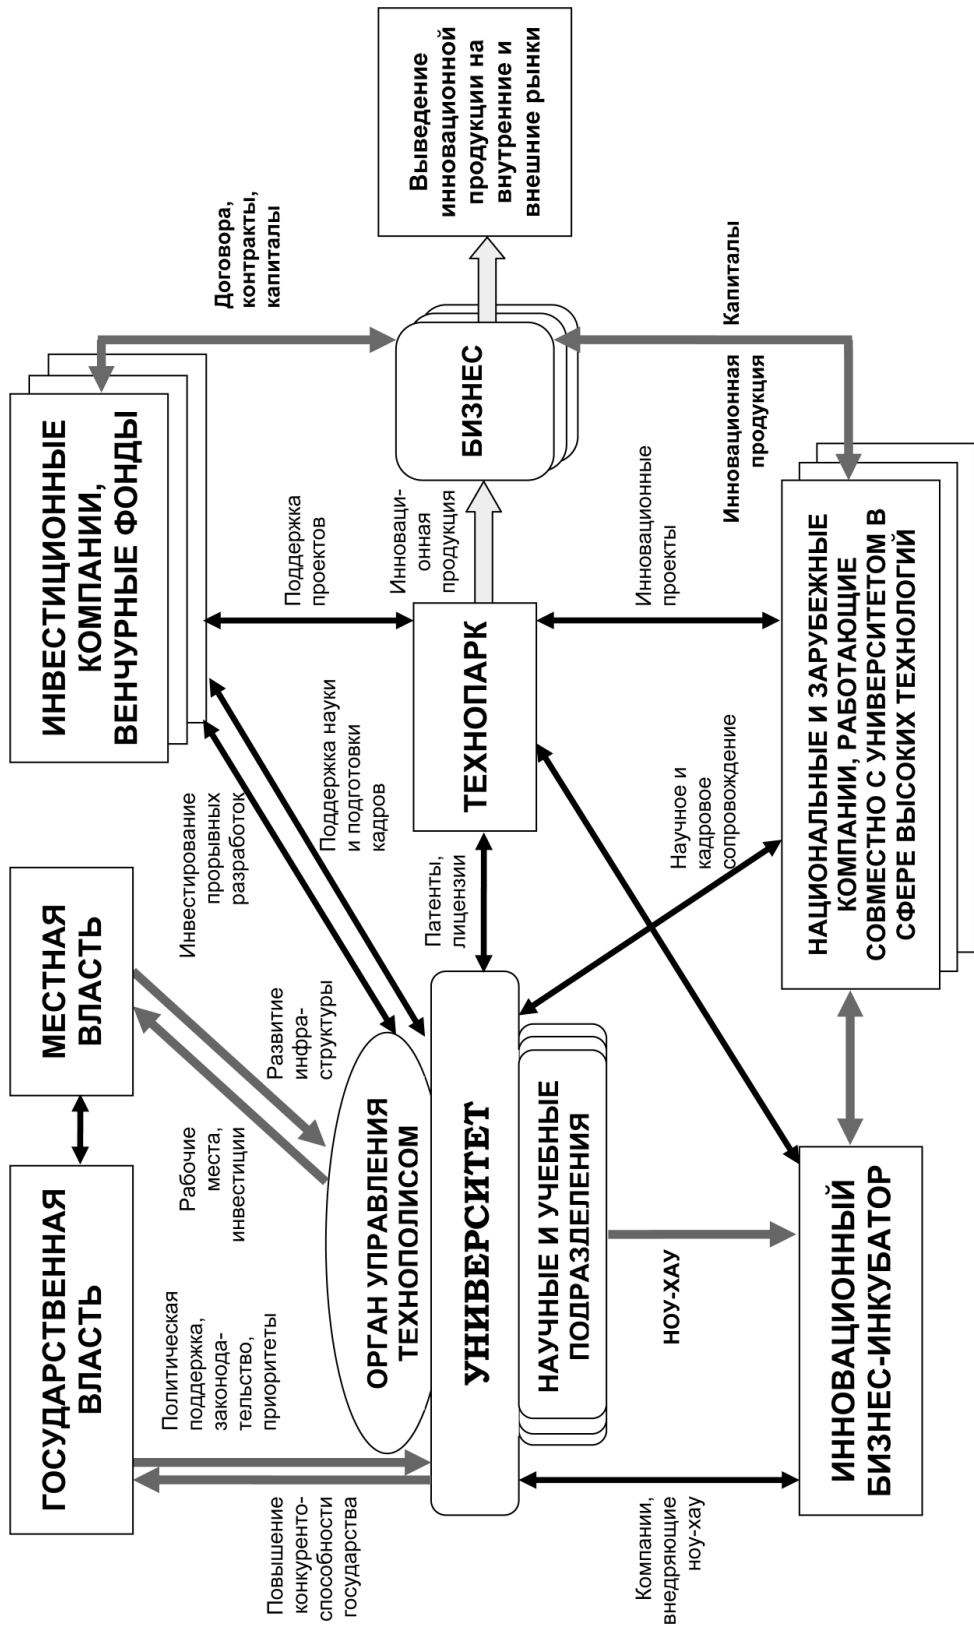 ГОСУДАРСТВЕННАЯ
ВЛАСТЬ
МЕСТНАЯ
ВЛАСТЬ
ИНВЕСТИЦИОННЫЕ
КОМПАНИИ,
ВЕНЧУРНЫЕ ФОНДЫ
Повышение
конкуренто-
способности
государства
Политическая
поддержка,
законода-
тельство,
приоритеты
Рабочие
места,
инвестиции
Развитие
инфра-
структуры
Инвестирование
прорывных
разработок
Поддержка науки
и подготовки
кадров
Поддержка
проектов
Договора,
контракты,
капиталы
ОРГАН УПРАВЛЕНИЯ
ТЕХНОПОЛИСОМ
УНИВЕРСИТЕТ
НАУЧНЫЕ И УЧЕБНЫЕ
ПОДРАЗДЕЛЕНИЯ
Патенты,
лицензии
ТЕХНОПАРК
Инноваци-
онная
продукция
БИЗНЕС
Выведение
инновационной
продукции на
внутренние и
внешние рынки
Компании,
внедряющие
ноу-хау
НОУ-ХАУ
Научное и
кадровое
сопровождение
Инновационные
проекты
Инновационная
продукция
Капиталы
ИННОВАЦИОННЫЙ
БИЗНЕС-ИНКУБАТОР
НАЦИОНАЛЬНЫЕ И ЗАРУБЕЖНЫЕ
КОМПАНИИ, РАБОТАЮЩИЕ
СОВМЕСТНО С УНИВЕРСИТЕТОМ В
СФЕРЕ ВЫСОКИХ ТЕХНОЛОГИЙ